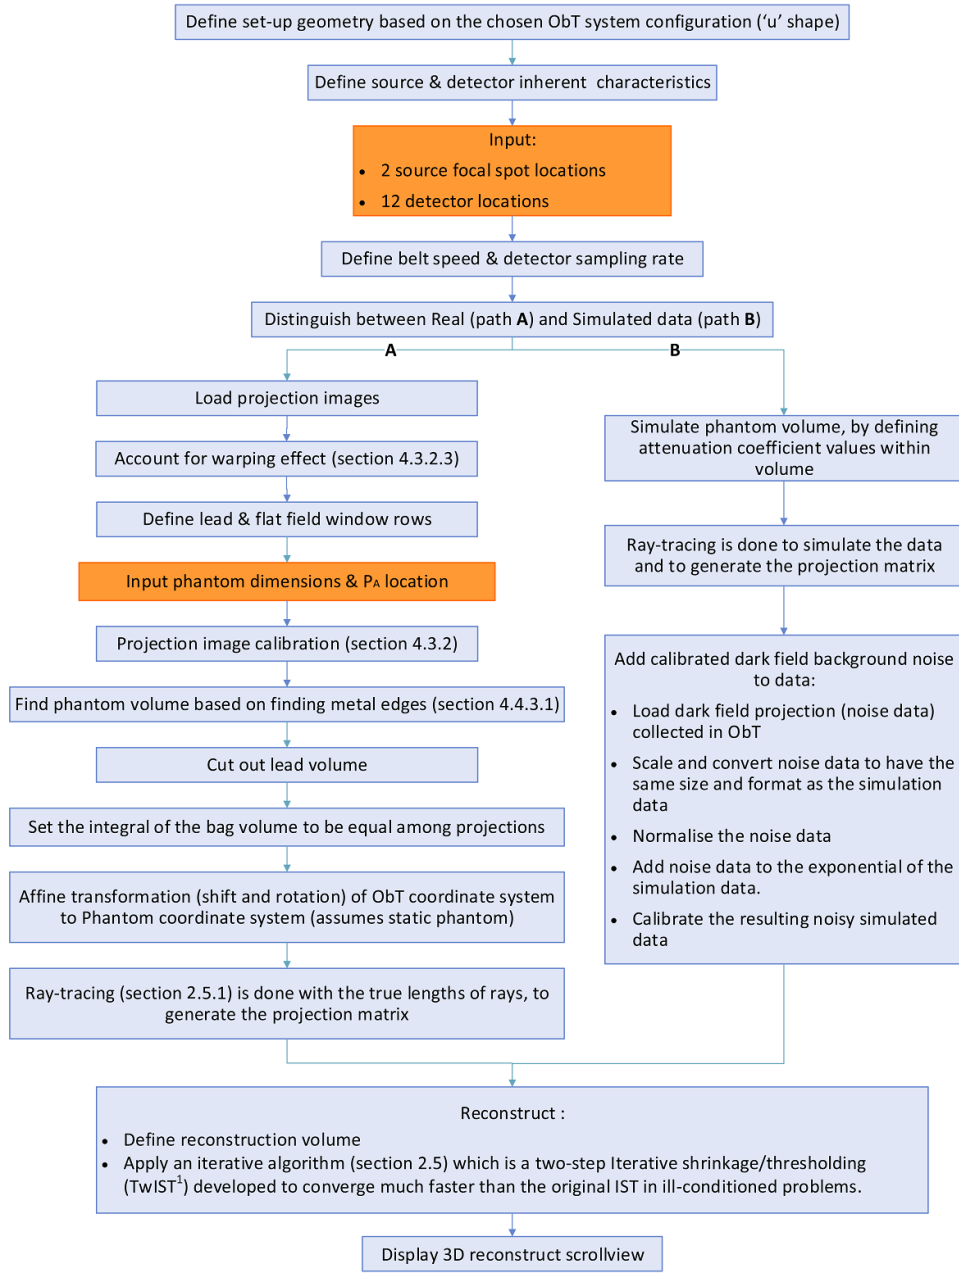 Define set-up geometry based on the chosen ObT system configuration (‘u’ shape)
Define source & detector inherent characteristics
Input:
• 2 source focal spot locations
• 12 detector locations
Define belt speed & detector sampling rate
Distinguish between Real (path A) and Simulated data (path B)
A
B
Load projection images
Account for warping effect (section 4.3.2.3)
Define lead & flat field window rows
Input phantom dimensions & PA location
Projection image calibration (section 4.3.2)
Find phantom volume based on finding metal edges (section 4.4.3.1)
Cut out lead volume
Set the integral of the bag volume to be equal among projections
Affine transformation (shift and rotation) of ObT coordinate system
to Phantom coordinate system (assumes static phantom)
Ray-tracing (section 2.5.1) is done with the true lengths of rays, to
generate the projection matrix
Simulate phantom volume, by defining
attenuation coefficient values within
volume
Ray-tracing is done to simulate the data
and to generate the projection matrix
Add calibrated dark field background noise
to data:
• Load dark field projection (noise data)
collected in ObT
• Scale and convert noise data to have the
same size and format as the simulation
data
• Normalise the noise data
• Add noise data to the exponential of the
simulation data.
• Calibrate the resulting noisy simulated
data
Reconstruct :
• Define reconstruction volume
• Apply an iterative algorithm (section 2.5) which is a two-step Iterative shrinkage/thresholding
(TwIST1) developed to converge much faster than the original IST in ill-conditioned problems.
Display 3D reconstruct scrollview